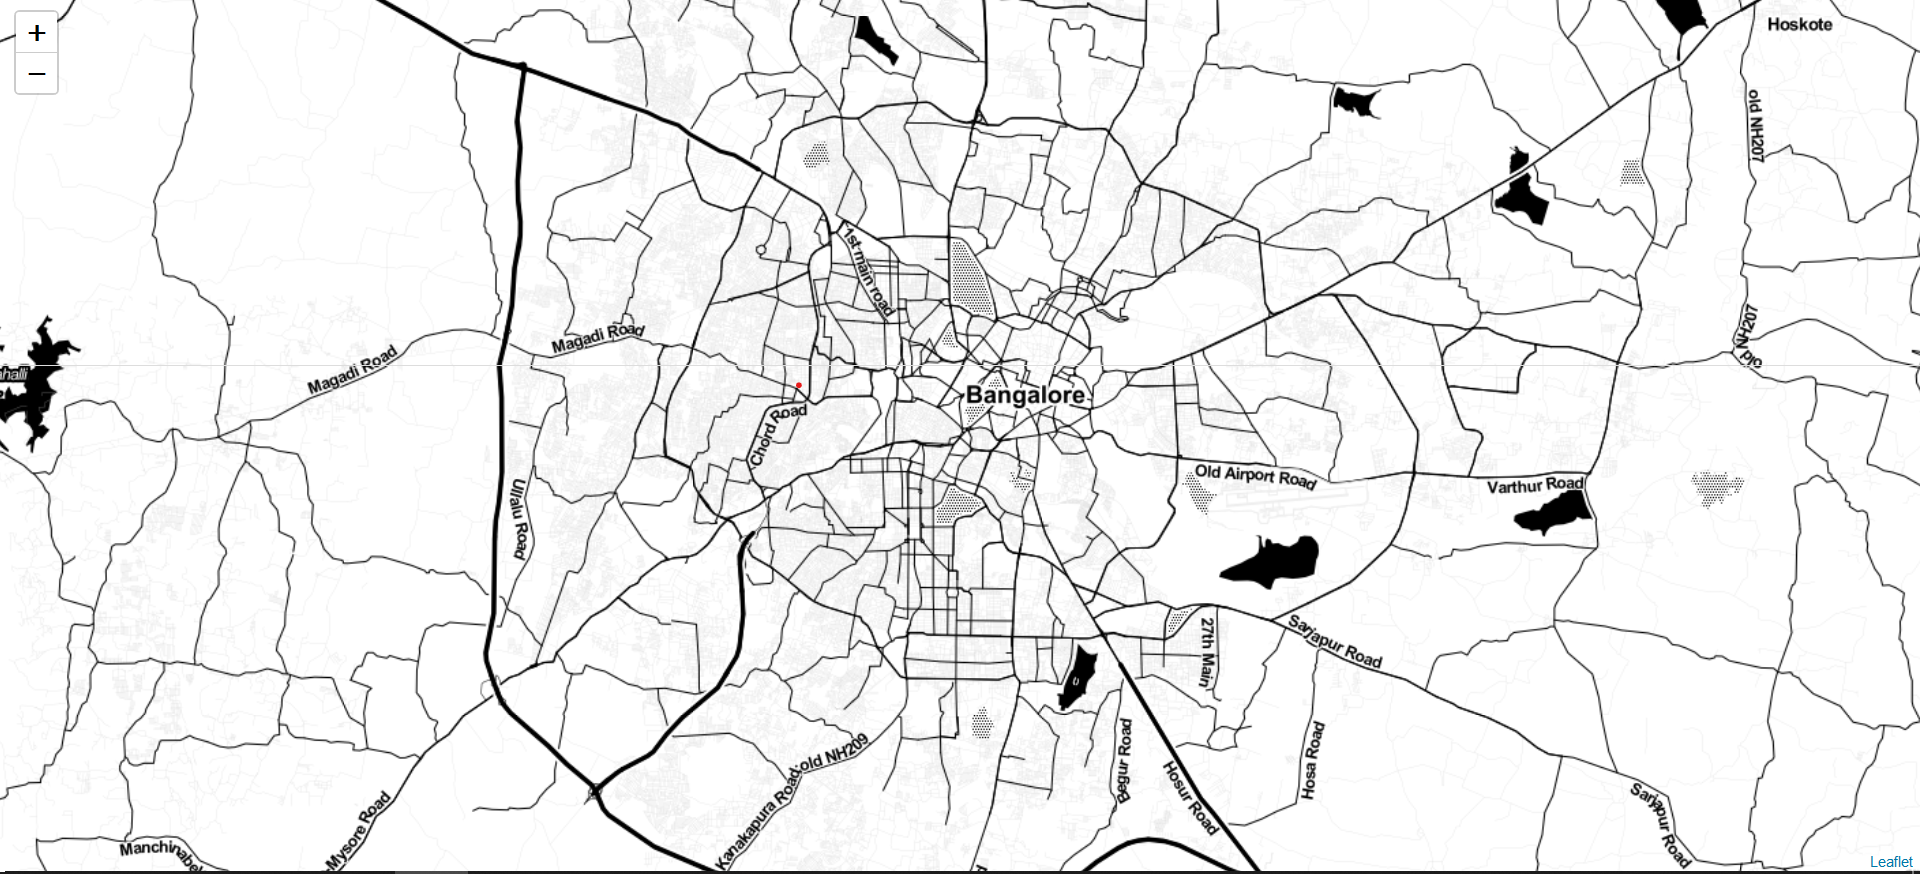 +
−
Hoskote
old NH207
1st main road
Magadi Road
Magadi Road
NH207
Bangalore
Chord Road
Old Airport Road
Varthur Road
Ullalu Road
27th Main
Sarjapur Road
Begur Road
Hosa Road
old NH209
Kanakapura Road
Hosur Road
Sarjapur Road
-Mysore Road
Leaflet